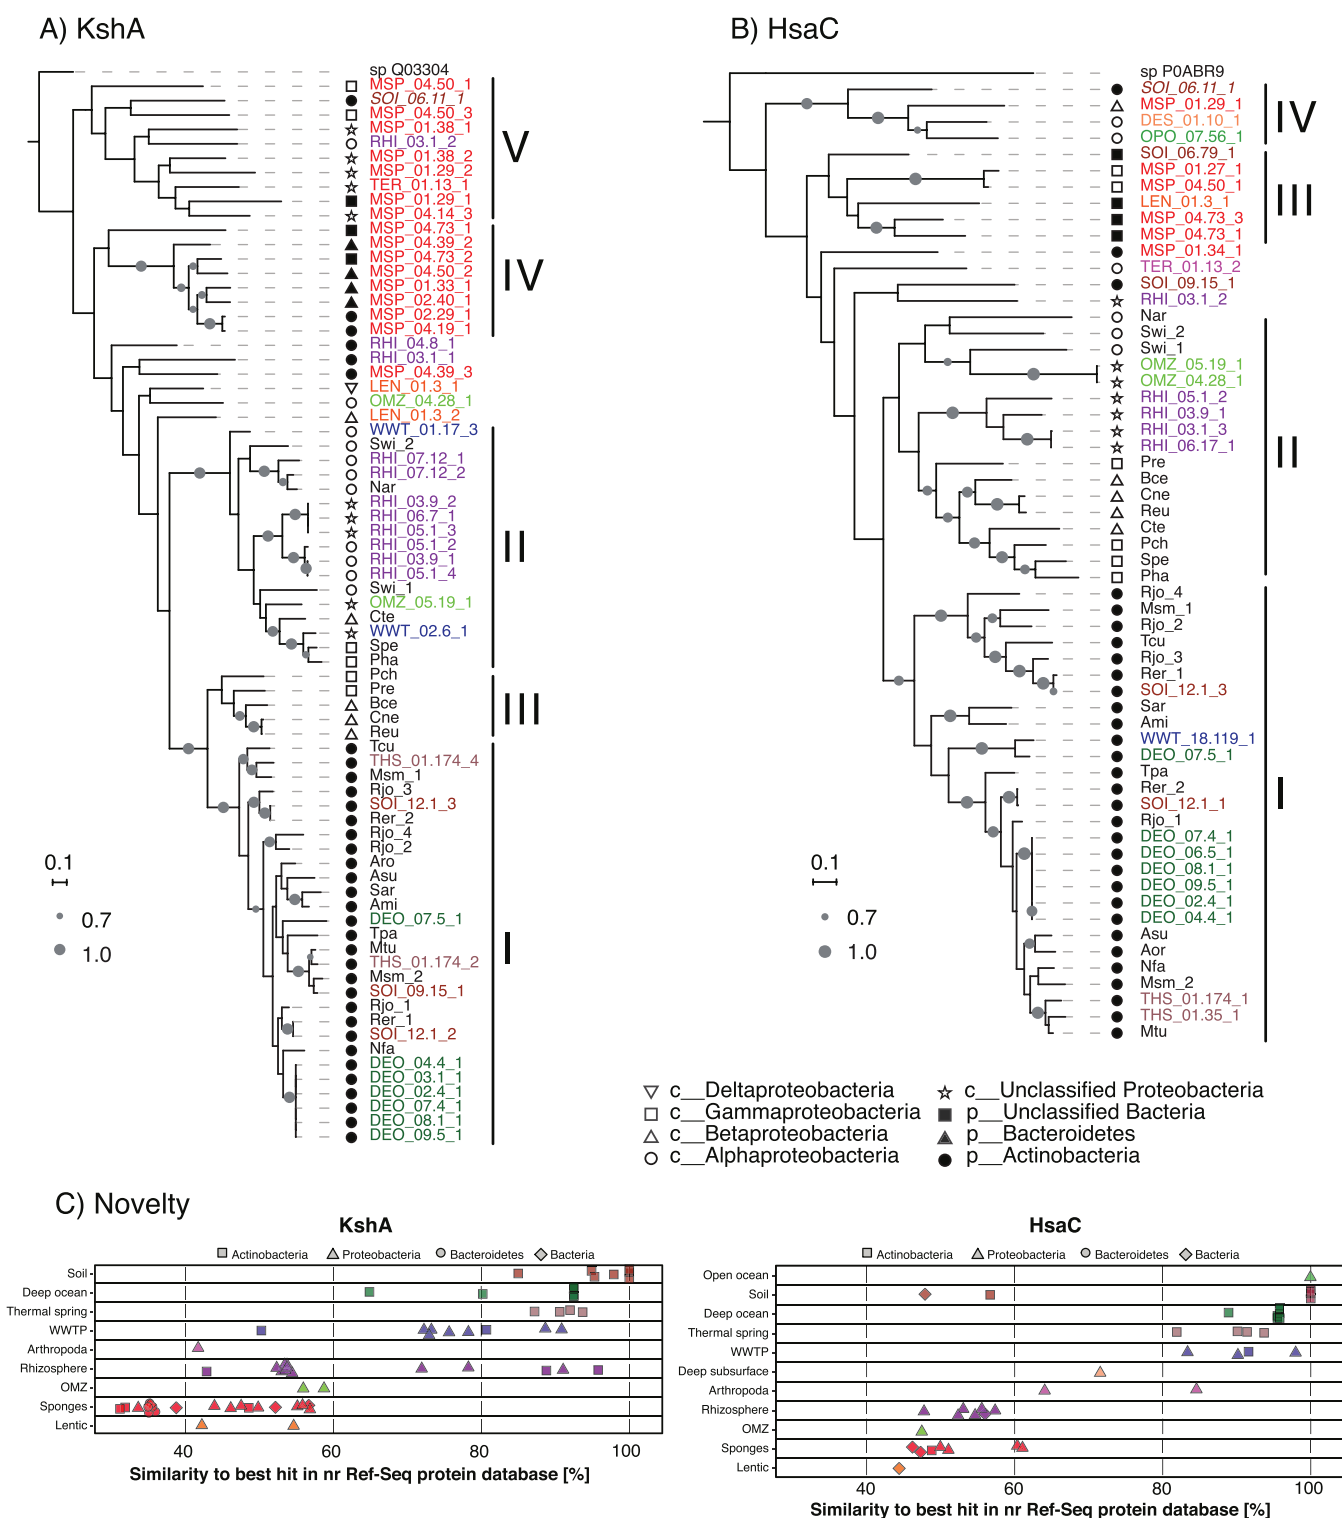 A) KshA
sp Q03304
MSP_04.50_1
SOI_06.11_1
MSP_04.50_3
MSP_01.38_1
RHI_03.1_2
MSP_01.38_2
MSP_01.29_2
TER_01.13_1
MSP_01.29_1
MSP_04.14_3
V
MSP_04.73_1
MSP_04.39_2
MSP_04.73_2
MSP_04.50_2
MSP_01.33_1
MSP_02.40_1
MSP_02.29_1
MSP_04.19_1
IV
RHI_04.8_1
RHI_03.1_1
MSP_04.39_3
LEN_01.3_1
OMZ_04.28_1
LEN_01.3_2
WWT_01.17_3
Swi_2
RHI_07.12_1
RHI_07.12_2
Nar
RHI_03.9_2
RHI_06.7_1
RHI_05.1_3
RHI_05.1_2
RHI_03.9_1
RHI_05.1_4
Swi_1
OMZ_05.19_1
Cte
WWT_02.6_1
Spe
Pha
II
Pch
Pre
Bce
Cne
Reu
III
Tcu
THS_01.174_4
Msm_1
Rjo_3
SOI_12.1_3
Rer_2
Rjo_4
Rjo_2
Aro
Asu
Sar
Ami
DEO_07.5_1
Tpa
Mtu
THS_01.174_2
Msm_2
SOI_09.15_1
Rjo_1
Rer_1
SOI_12.1_2
Nfa
DEO_04.4_1
DEO_03.1_1
DEO_02.4_1
DEO_07.4_1
DEO_08.1_1
DEO_09.5_1
I
0.1
0.7
1.0
B) HsaC
sp P0ABR9
SOI_06.11_1
MSP_01.29_1
DES_01.10_1
OPO_07.56_1
IV
SOI_06.79_1
MSP_01.27_1
MSP_04.50_1
LEN_01.3_1
MSP_04.73_3
MSP_04.73_1
III
MSP_01.34_1
TER_01.13_2
SOI_09.15_1
RHI_03.1_2
Nar
Swi_2
Swi_1
OMZ_05.19_1
OMZ_04.28_1
RHI_05.1_2
RHI_03.9_1
RHI_03.1_3
RHI_06.17_1
Pre
Bce
Cne
Reu
Cte
Pch
Spe
Pha
II
Rjo_4
Msm_1
Rjo_2
Tcu
Rjo_3
Rer_1
SOI_12.1_3
Sar
Ami
WWT_18.119_1
DEO_07.5_1
Tpa
Rer_2
SOI_12.1_1
Rjo_1
DEO_07.4_1
DEO_06.5_1
DEO_08.1_1
DEO_09.5_1
DEO_02.4_1
DEO_04.4_1
Asu
Aor
Nfa
Msm_2
THS_01.174_1
THS_01.35_1
Mtu
I
0.1
0.7
1.0
c__Deltaproteobacteria
c__Gammaproteobacteria
c__Betaproteobacteria
c__Alphaproteobacteria
c__Unclassified Proteobacteria
p__Unclassified Bacteria
p__Bacteroidetes
p__Actinobacteria
C) Novelty
KshA
Actinobacteria Proteobacteria Bacteroidetes Bacteria
Soil
Deep ocean
Thermal spring
WWTP
Arthropoda
Rhizosphere
OMZ
Sponges
Lentic
40 60 80 100
Similarity to best hit in nr Ref-Seq protein database [%]
HsaC
Actinobacteria Proteobacteria Bacteroidetes Bacteria
Open ocean
Soil
Deep ocean
Thermal spring
WWTP
Deep subsurface
Arthropoda
Rhizosphere
OMZ
Sponges
Lentic
40 60 80 100
Similarity to best hit in nr Ref-Seq protein database [%]